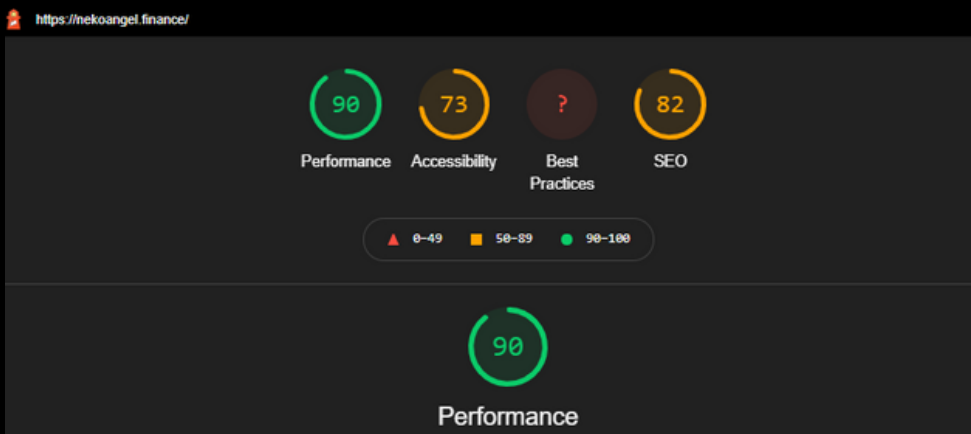 https://nekoangel.finance/
90
73
?
82
Performance
Accessibility
Best
Practices
SEO
0–49
50–89
90–100
90
Performance